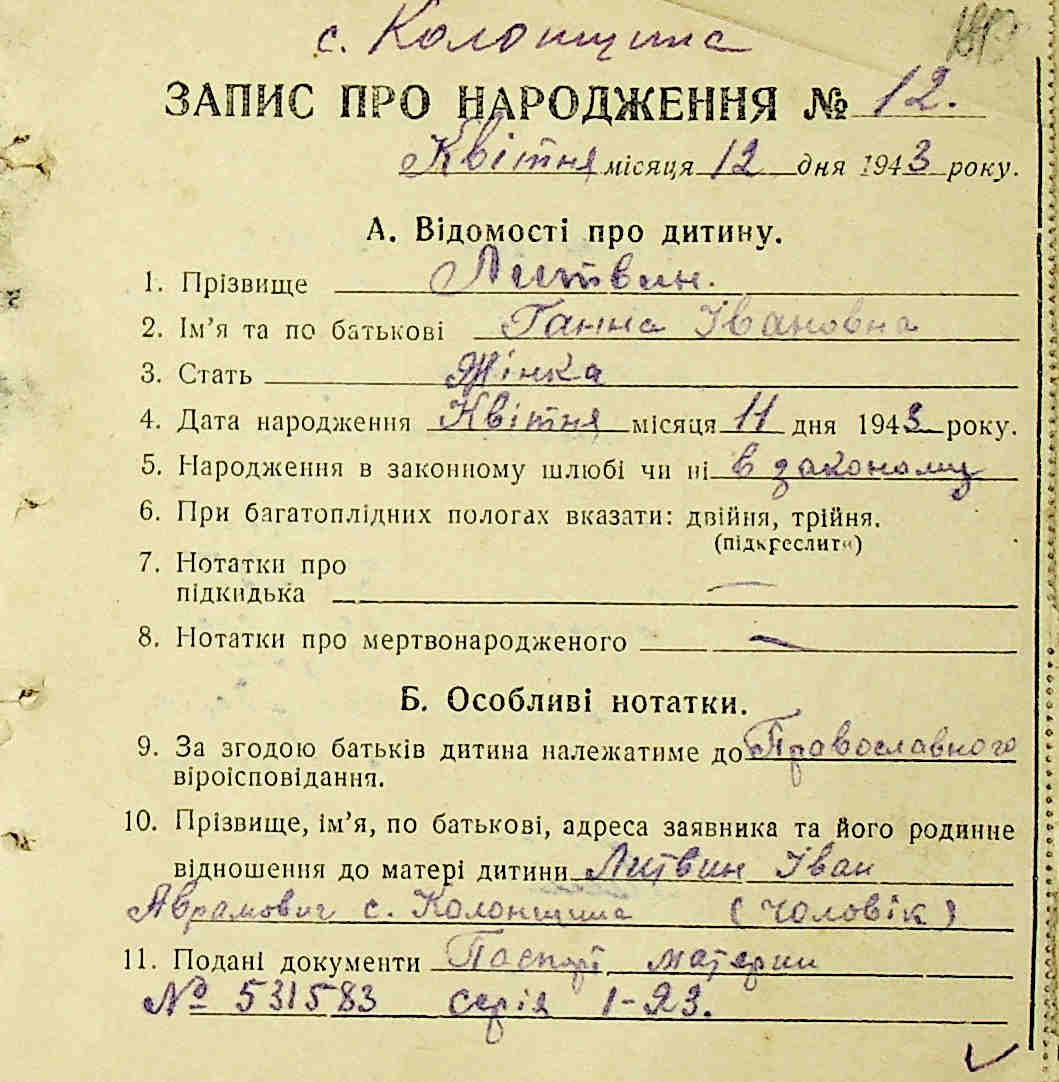 с. Колонщина
ЗАПИС ПРО НАРОДЖЕННЯ № 12.
Квітня місяця 12 дня 1943 року.
А. Відомості про дитину.
1. Прізвище Литвин.
2. Ім'я та по батькові Ганна Івановна
3. Стать Жінка
4. Дата народження Квітня місяця 11 дня 1943 року.
5. Народження в законному шлюбі чи ні в законому
6. При багатоплідних пологах вказати: двійня, трійня.
(підкреслити)
7. Нотатки про
підкидька —
8. Нотатки про мертвонародженого —
Б. Особливі нотатки.
9. За згодою батьків дитина належатиме до Православного
віроісповідання.
10. Прізвище, ім'я, по батькові, адреса заявника та його родинне
відношення до матері дитини Литвин Іван
Аврамович с. Колонщина (чоловік)
11. Подані документи Паспорт матери
№ 531583 серія 1-23.